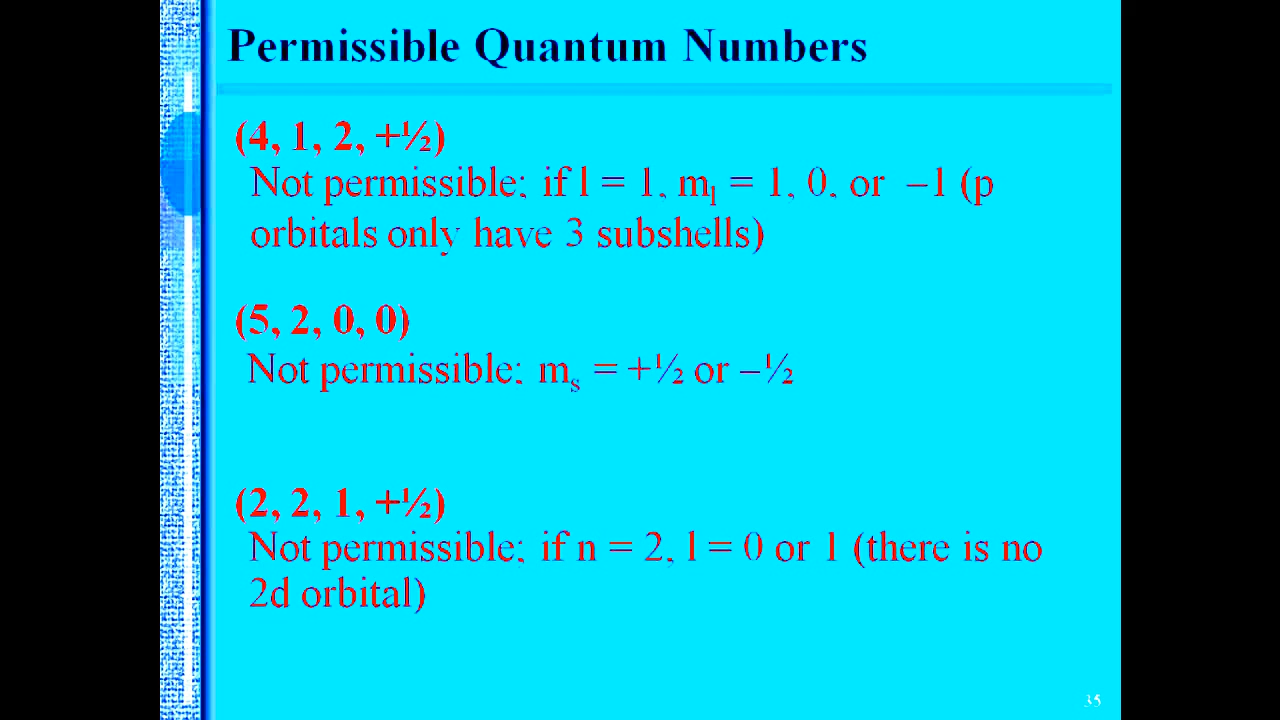 Permissible Quantum Numbers
(4, 1, 2, +½)
Not permissible; if l = 1, mₗ = 1, 0, or –1 (p
orbitals only have 3 subshells)
(5, 2, 0, 0)
Not permissible; mₛ = +½ or –½
(2, 2, 1, +½)
Not permissible; if n = 2, l = 0 or 1 (there is no
2d orbital)
35